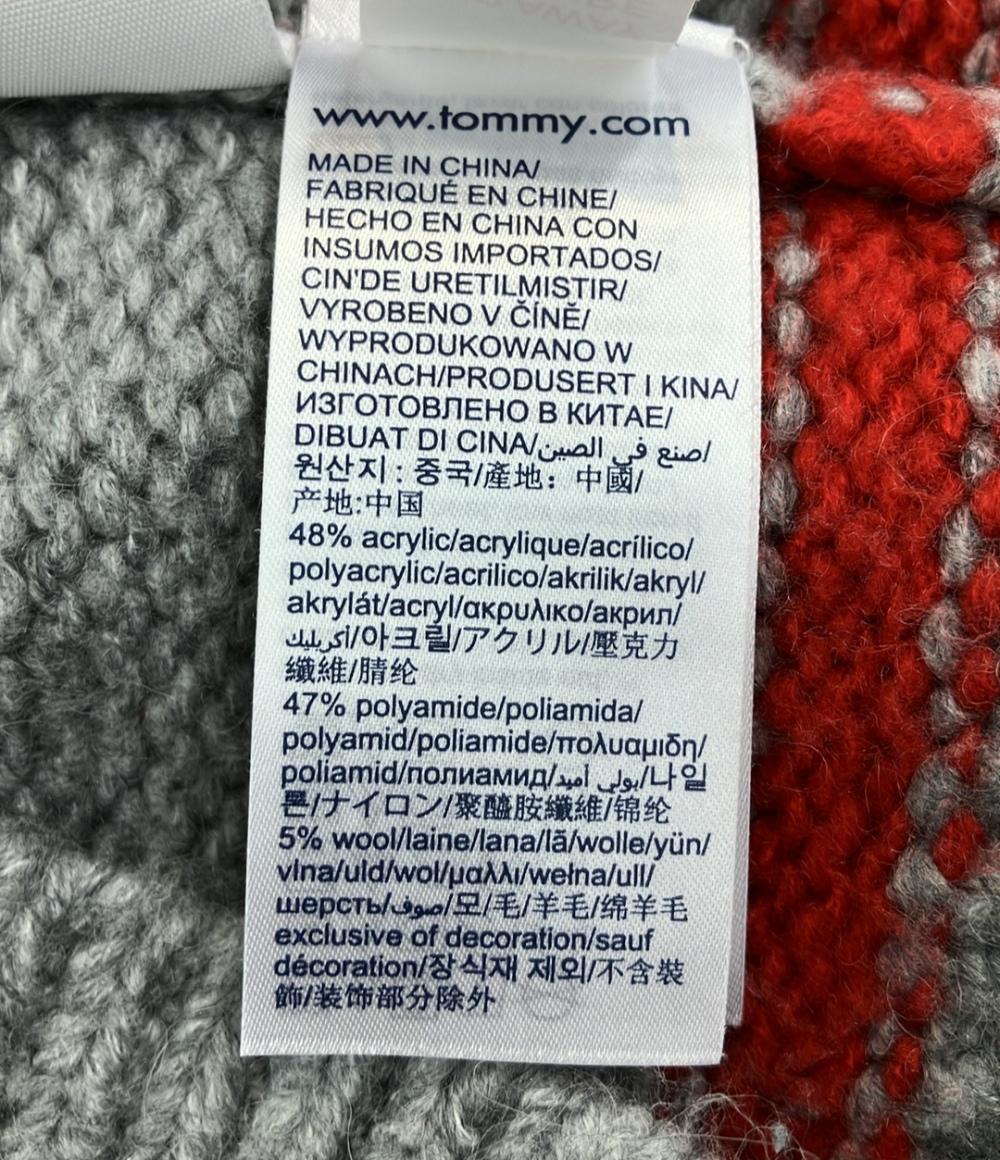 www.tommy.com
MADE IN CHINA/
FABRIQUÉ EN CHINE/
HECHO EN CHINA CON
INSUMOS IMPORTADOS/
CIN'DE URETILMISTIR/
VYROBENO V ČÍNĚ/
WYPRODUKOWANO W
CHINACH/PRODUSERT I KINA/
ИЗГОТОВЛЕНО В КИТАЕ/
DIBUAT DI CINA/صنع في الصين/
원산지 : 중국/產地：中國/
产地:中国
48% acrylic/acrylique/acrílico/
polyacrylic/acrilico/akrilik/akryl/
akrylát/acryl/ακρυλικο/акрил/
أكريليك/아크릴/アクリル/壓克力
纖維/腈纶
47% polyamide/poliamida/
polyamid/poliamide/πολυαμιδη/
poliamid/полиамид/بولي أميد/나일
론/ナイロン/聚醯胺纖維/锦纶
5% wool/laine/lana/lã/wolle/yün/
vlna/uld/wol/μαλλι/wełna/ull/
шерсть/صوف/모/毛/羊毛/绵羊毛
exclusive of decoration/sauf
décoration/장식재 제외/不含裝
飾/装饰部分除外